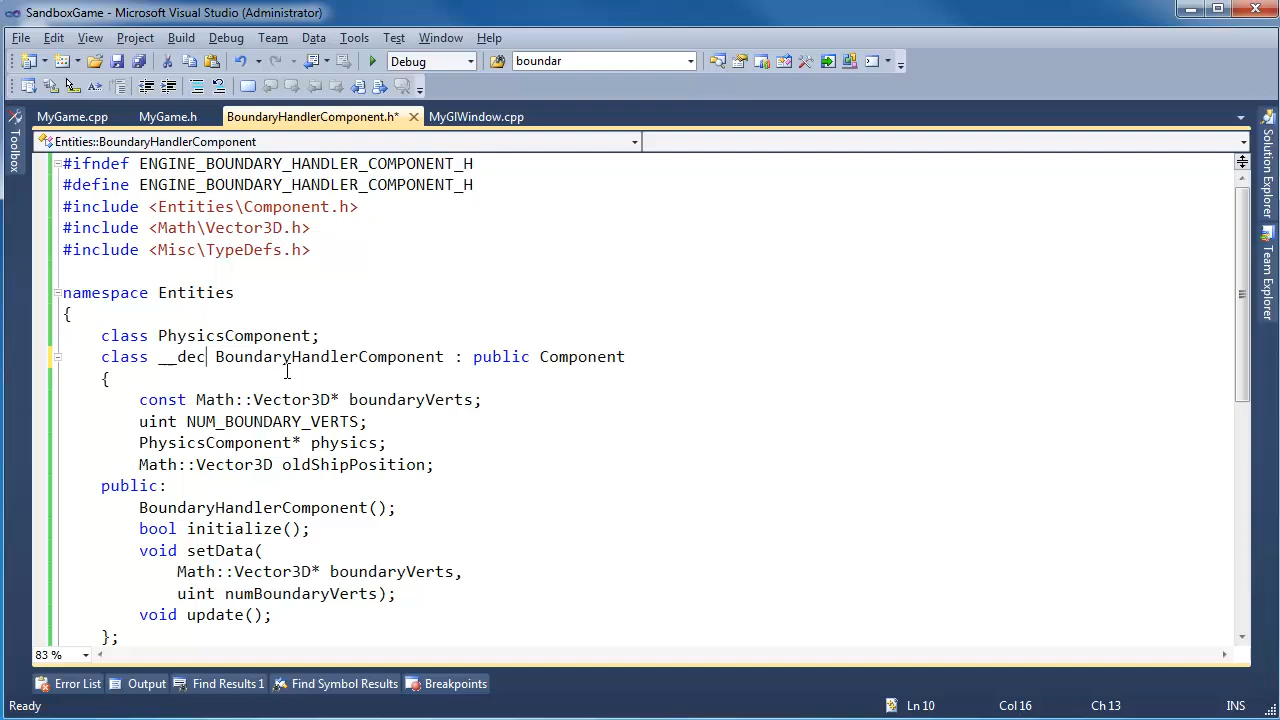 SandboxGame - Microsoft Visual Studio (Administrator)
File Edit View Project Build Debug Team Data Tools Test Window Help
Debug boundar
MyGame.cpp MyGame.h BoundaryHandlerComponent.h* MyGlWindow.cpp
Entities::BoundaryHandlerComponent
#ifndef ENGINE_BOUNDARY_HANDLER_COMPONENT_H
#define ENGINE_BOUNDARY_HANDLER_COMPONENT_H
#include <Entities\Component.h>
#include <Math\Vector3D.h>
#include <Misc\TypeDefs.h>
namespace Entities
{
class PhysicsComponent;
class __dec BoundaryHandlerComponent : public Component
{
const Math::Vector3D* boundaryVerts;
uint NUM_BOUNDARY_VERTS;
PhysicsComponent* physics;
Math::Vector3D oldShipPosition;
public:
BoundaryHandlerComponent();
bool initialize();
void setData(
Math::Vector3D* boundaryVerts,
uint numBoundaryVerts);
void update();
};
83 %
Error List Output Find Results 1 Find Symbol Results Breakpoints
Ready Ln 10 Col 16 Ch 13 INS
Toolbox
Solution Explorer
Team Explorer